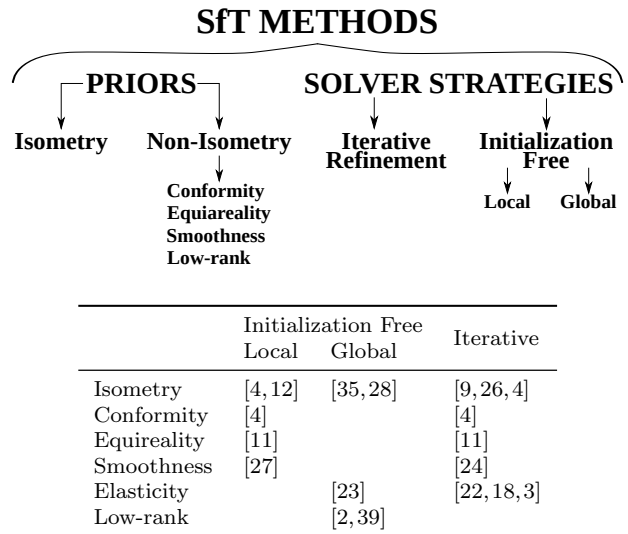 SfT METHODS
PRIORS SOLVER STRATEGIES
Isometry Non-Isometry Iterative Refinement Initialization Free
Conformity
Equiareality
Smoothness
Low-rank
Local Global
Initialization Free Iterative
Local Global
Isometry [4,12] [35,28] [9,26,4]
Conformity [4] [4]
Equireality [11] [11]
Smoothness [27] [24]
Elasticity [23] [22,18,3]
Low-rank [2,39]